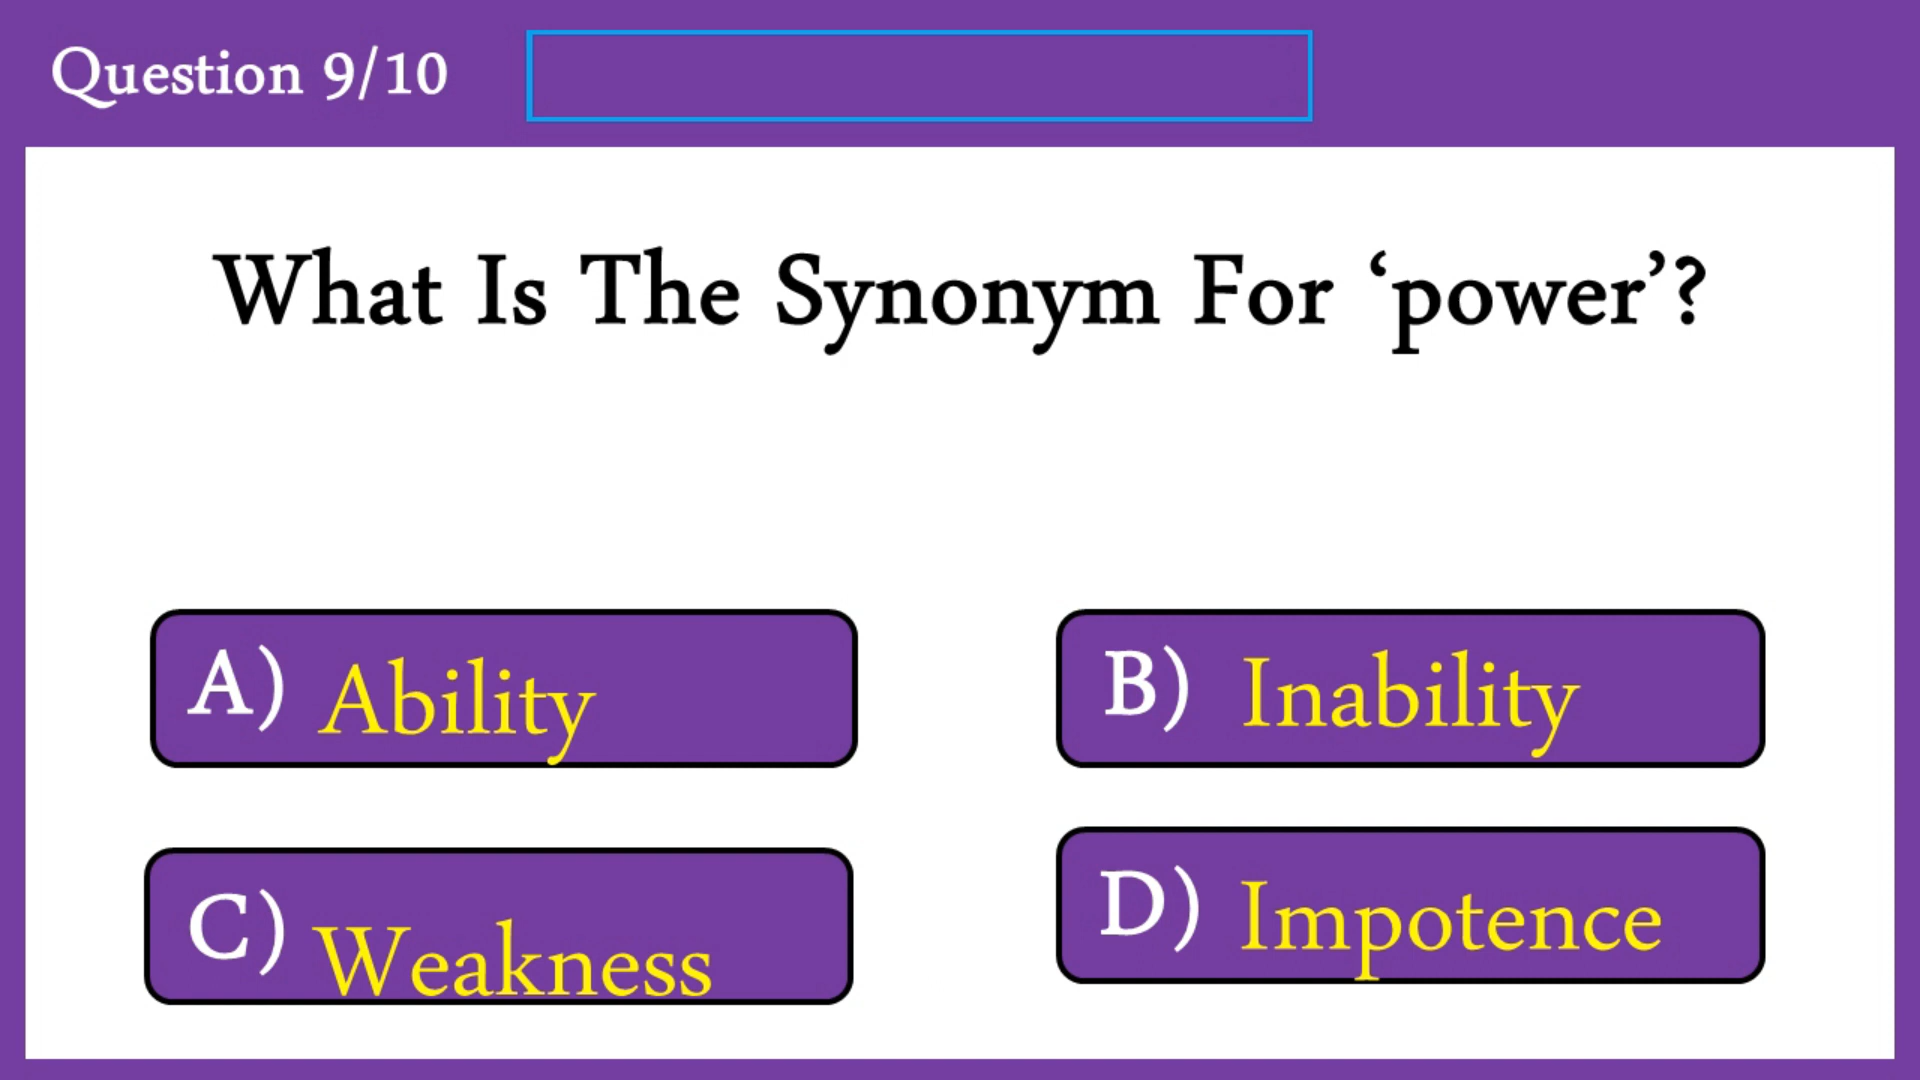 Question 9/10
What Is The Synonym For ‘power’?
A) Ability
B) Inability
C) Weakness
D) Impotence